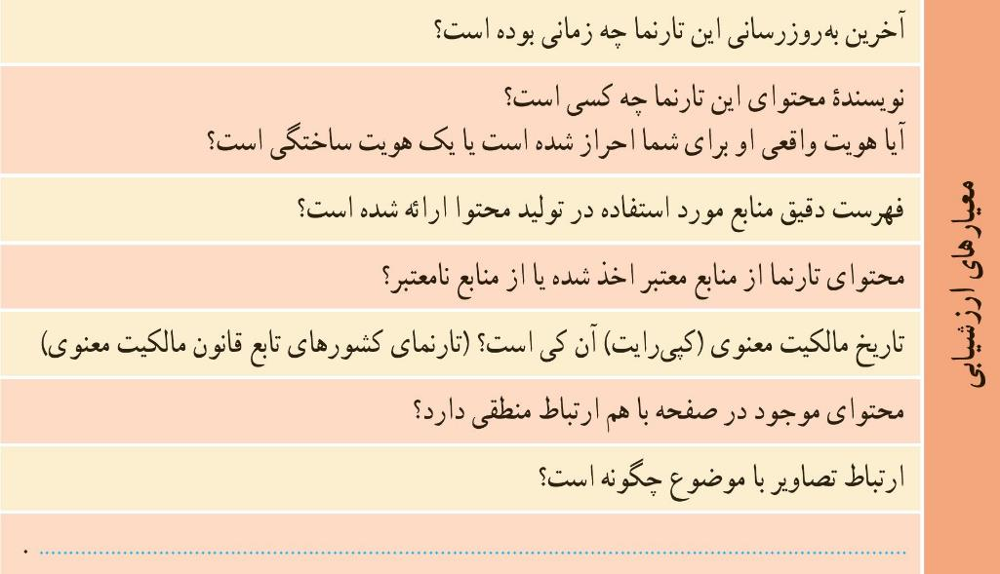 معیارهای ارزشیابی
آخرین به‌روزرسانی این تارنما چه زمانی بوده است؟
نویسندهٔ محتوای این تارنما چه کسی است؟
آیا هویت واقعی او برای شما احراز شده است یا یک هویت ساختگی است؟
فهرست دقیق منابع مورد استفاده در تولید محتوا ارائه شده است؟
محتوای تارنما از منابع معتبر اخذ شده یا از منابع نامعتبر؟
تاریخ مالکیت معنوی (کپی‌رایت) آن کی است؟ (تارنمای کشورهای تابع قانون مالکیت معنوی)
محتوای موجود در صفحه با هم ارتباط منطقی دارد؟
ارتباط تصاویر با موضوع چگونه است؟
........................................................................ .